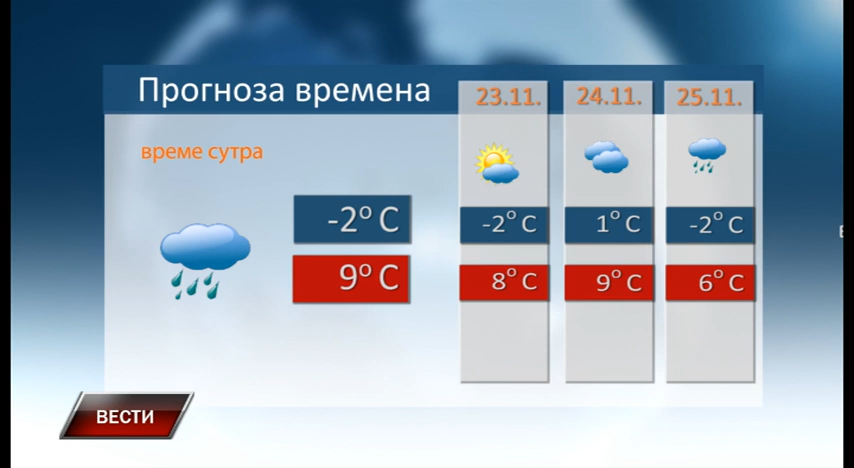 Прогноза времена
време сутра
-2° C
9° C
23.11.
-2° C
8° C
24.11.
1° C
9° C
25.11.
-2° C
6° C
ВЕСТИ